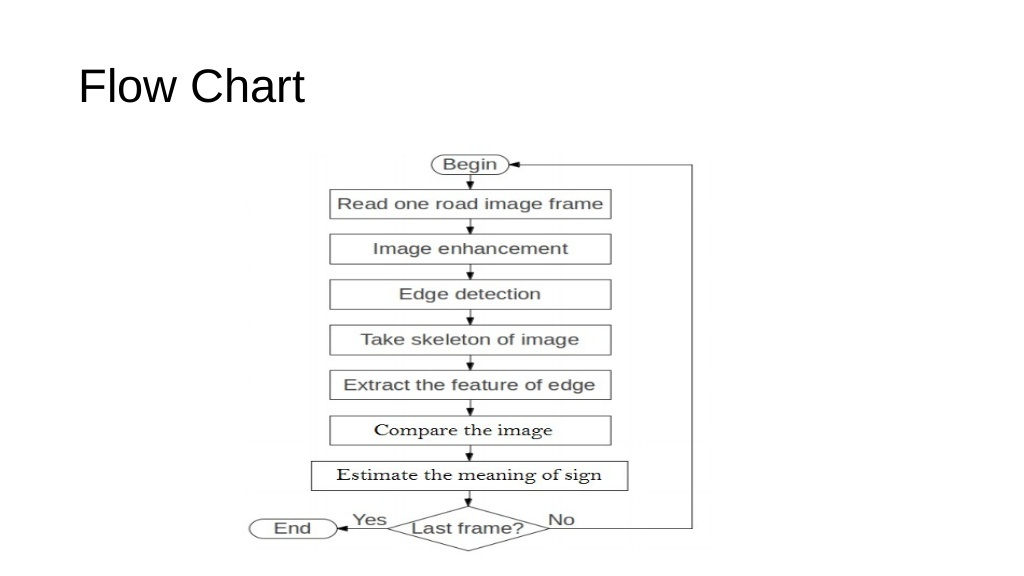 Flow Chart
Begin
Read one road image frame
Image enhancement
Edge detection
Take skeleton of image
Extract the feature of edge
Compare the image
Estimate the meaning of sign
Last frame?
Yes
No
End